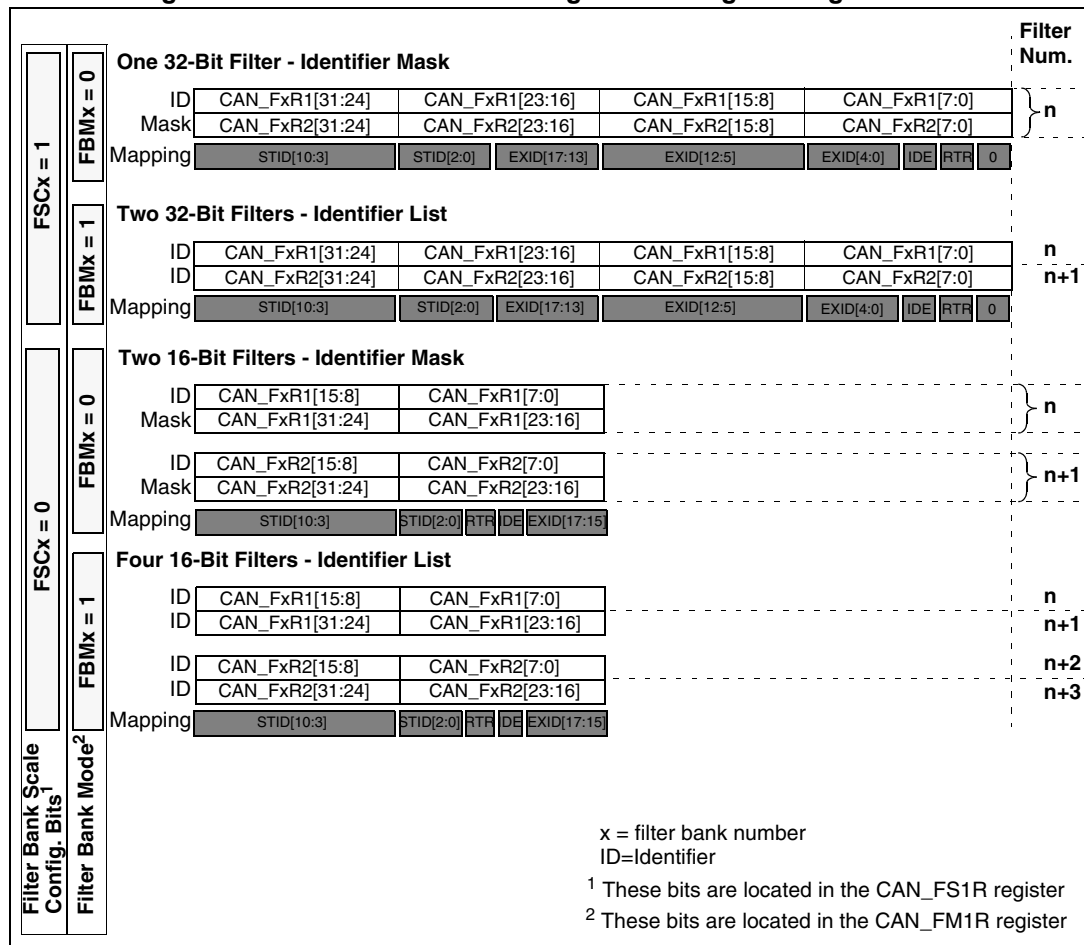 Filter
Num.
One 32-Bit Filter - Identifier Mask
ID CAN_FxR1[31:24] CAN_FxR1[23:16] CAN_FxR1[15:8] CAN_FxR1[7:0]
Mask CAN_FxR2[31:24] CAN_FxR2[23:16] CAN_FxR2[15:8] CAN_FxR2[7:0]
n
Mapping STID[10:3] STID[2:0] EXID[17:13] EXID[12:5] EXID[4:0] IDE RTR 0
Two 32-Bit Filters - Identifier List
ID CAN_FxR1[31:24] CAN_FxR1[23:16] CAN_FxR1[15:8] CAN_FxR1[7:0] n
ID CAN_FxR2[31:24] CAN_FxR2[23:16] CAN_FxR2[15:8] CAN_FxR2[7:0] n+1
Mapping STID[10:3] STID[2:0] EXID[17:13] EXID[12:5] EXID[4:0] IDE RTR 0
Two 16-Bit Filters - Identifier Mask
ID CAN_FxR1[15:8] CAN_FxR1[7:0]
Mask CAN_FxR1[31:24] CAN_FxR1[23:16]
n
ID CAN_FxR2[15:8] CAN_FxR2[7:0]
Mask CAN_FxR2[31:24] CAN_FxR2[23:16]
n+1
Mapping STID[10:3] STID[2:0] RTR IDE EXID[17:15]
Four 16-Bit Filters - Identifier List
ID CAN_FxR1[15:8] CAN_FxR1[7:0] n
ID CAN_FxR1[31:24] CAN_FxR1[23:16] n+1
ID CAN_FxR2[15:8] CAN_FxR2[7:0] n+2
ID CAN_FxR2[31:24] CAN_FxR2[23:16] n+3
Mapping STID[10:3] STID[2:0] RTR IDE EXID[17:15]
FSCx = 1
FBMx = 0
FBMx = 1
FSCx = 0
FBMx = 0
FBMx = 1
Filter Bank Scale
Config. Bits1
Filter Bank Mode2
x = filter bank number
ID=Identifier
1 These bits are located in the CAN_FS1R register
2 These bits are located in the CAN_FM1R register